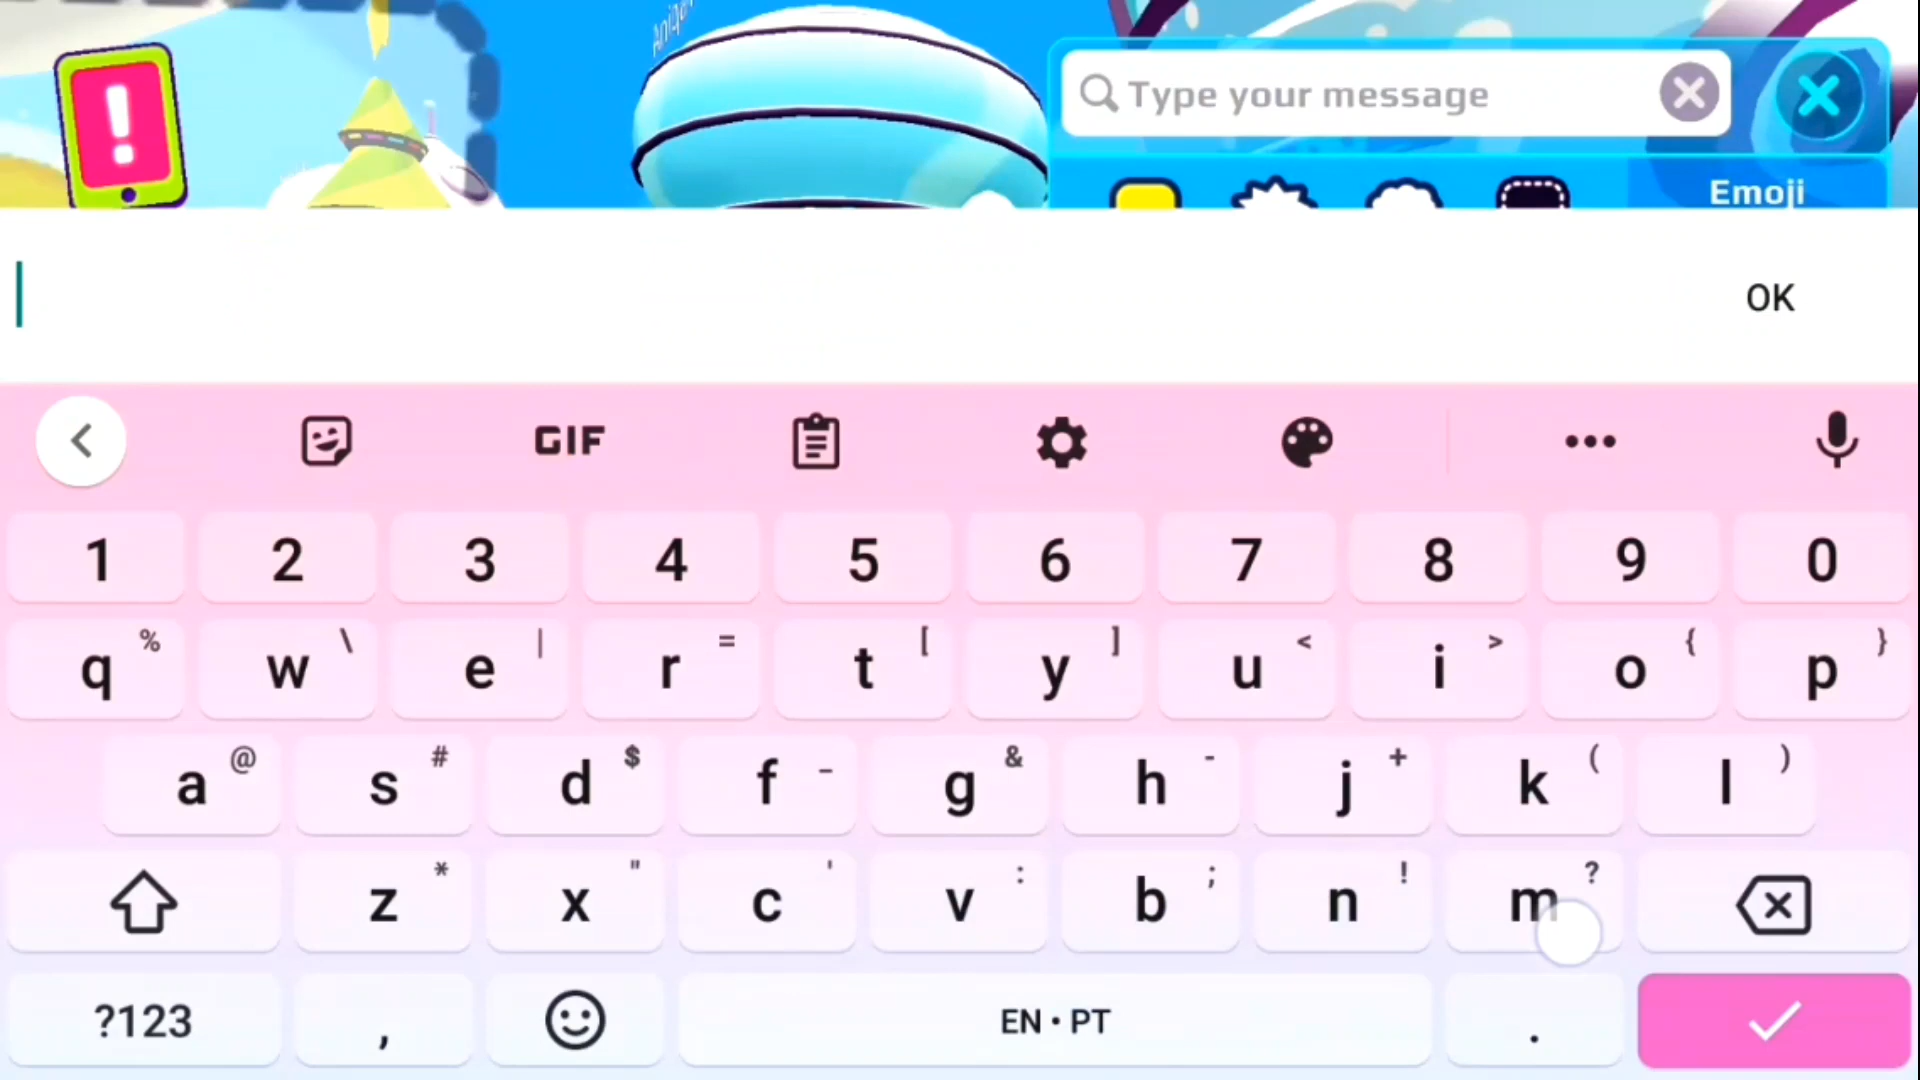 !
Type your message
Emoji
OK
GIF
1 2 3 4 5 6 7 8 9 0
q % w \ e | r = t [ y ] u < i > o { p }
a @ s # d $ f _ g & h - j + k ( l )
z * x " c ' v : b ; n ! m ?
?123 , EN • PT .